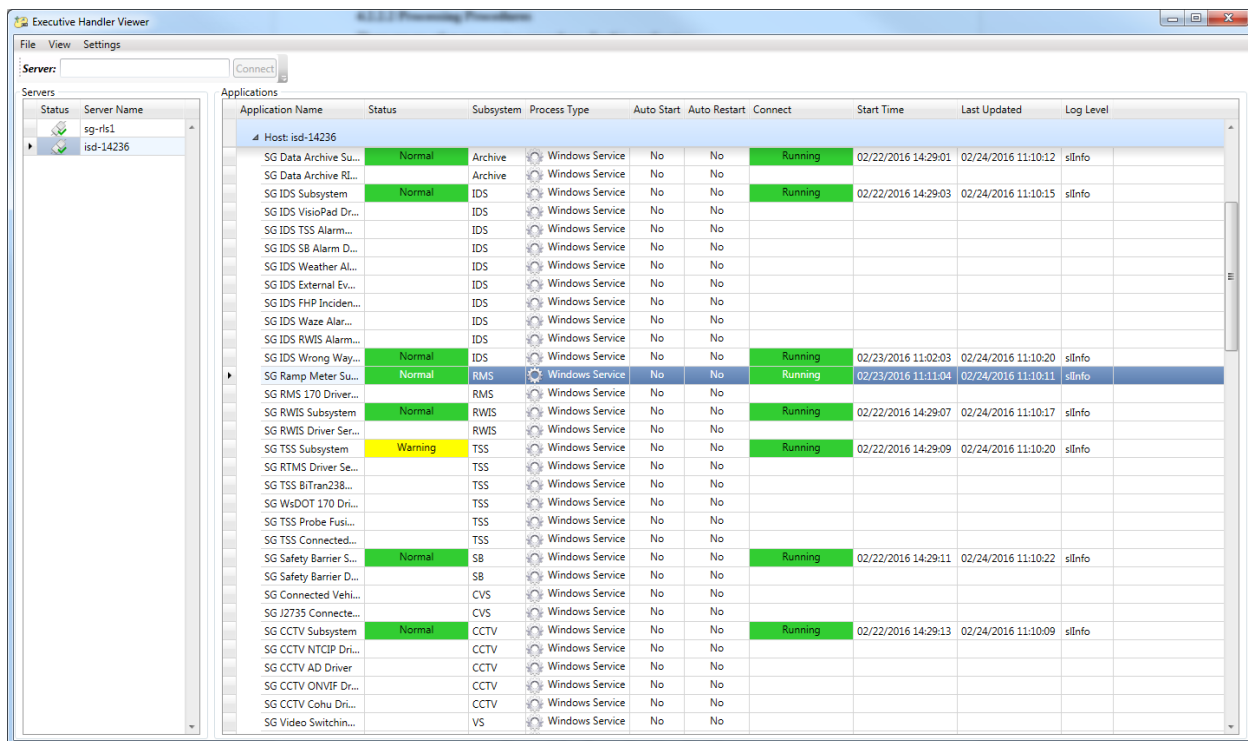 4.2.1.2 Processing Procedures
Executive Handler Viewer
File View Settings
Server: Connect
Servers
Status Server Name
sg-rls1
isd-14236
Applications
Application Name Status Subsystem Process Type Auto Start Auto Restart Connect Start Time Last Updated Log Level
Host: isd-14236
SG Data Archive Su... Normal Archive Windows Service No No Running 02/22/2016 14:29:01 02/24/2016 11:10:12 slInfo
SG Data Archive RI... Archive Windows Service No No
SG IDS Subsystem Normal IDS Windows Service No No Running 02/22/2016 14:29:03 02/24/2016 11:10:15 slInfo
SG IDS VisioPad Dr... IDS Windows Service No No
SG IDS TSS Alarm... IDS Windows Service No No
SG IDS SB Alarm D... IDS Windows Service No No
SG IDS Weather Al... IDS Windows Service No No
SG IDS External Ev... IDS Windows Service No No
SG IDS FHP Inciden... IDS Windows Service No No
SG IDS Waze Alar... IDS Windows Service No No
SG IDS RWIS Alarm... IDS Windows Service No No
SG IDS Wrong Way... Normal IDS Windows Service No No Running 02/23/2016 11:02:03 02/24/2016 11:10:20 slInfo
SG Ramp Meter Su... Normal RMS Windows Service No No Running 02/23/2016 11:11:04 02/24/2016 11:10:11 slInfo
SG RMS 170 Driver... RMS Windows Service No No
SG RWIS Subsystem Normal RWIS Windows Service No No Running 02/22/2016 14:29:07 02/24/2016 11:10:17 slInfo
SG RWIS Driver Ser... RWIS Windows Service No No
SG TSS Subsystem Warning TSS Windows Service No No Running 02/22/2016 14:29:09 02/24/2016 11:10:20 slInfo
SG RTMS Driver Se... TSS Windows Service No No
SG TSS BiTran238... TSS Windows Service No No
SG WsDOT 170 Dri... TSS Windows Service No No
SG TSS Probe Fusi... TSS Windows Service No No
SG TSS Connected... TSS Windows Service No No
SG Safety Barrier S... Normal SB Windows Service No No Running 02/22/2016 14:29:11 02/24/2016 11:10:22 slInfo
SG Safety Barrier D... SB Windows Service No No
SG Connected Vehi... CVS Windows Service No No
SG J2735 Connecte... CVS Windows Service No No
SG CCTV Subsystem Normal CCTV Windows Service No No Running 02/22/2016 14:29:13 02/24/2016 11:10:09 slInfo
SG CCTV NTCIP Dri... CCTV Windows Service No No
SG CCTV AD Driver CCTV Windows Service No No
SG CCTV ONVIF Dr... CCTV Windows Service No No
SG CCTV Cohu Dri... CCTV Windows Service No No
SG Video Switchin... VS Windows Service No No